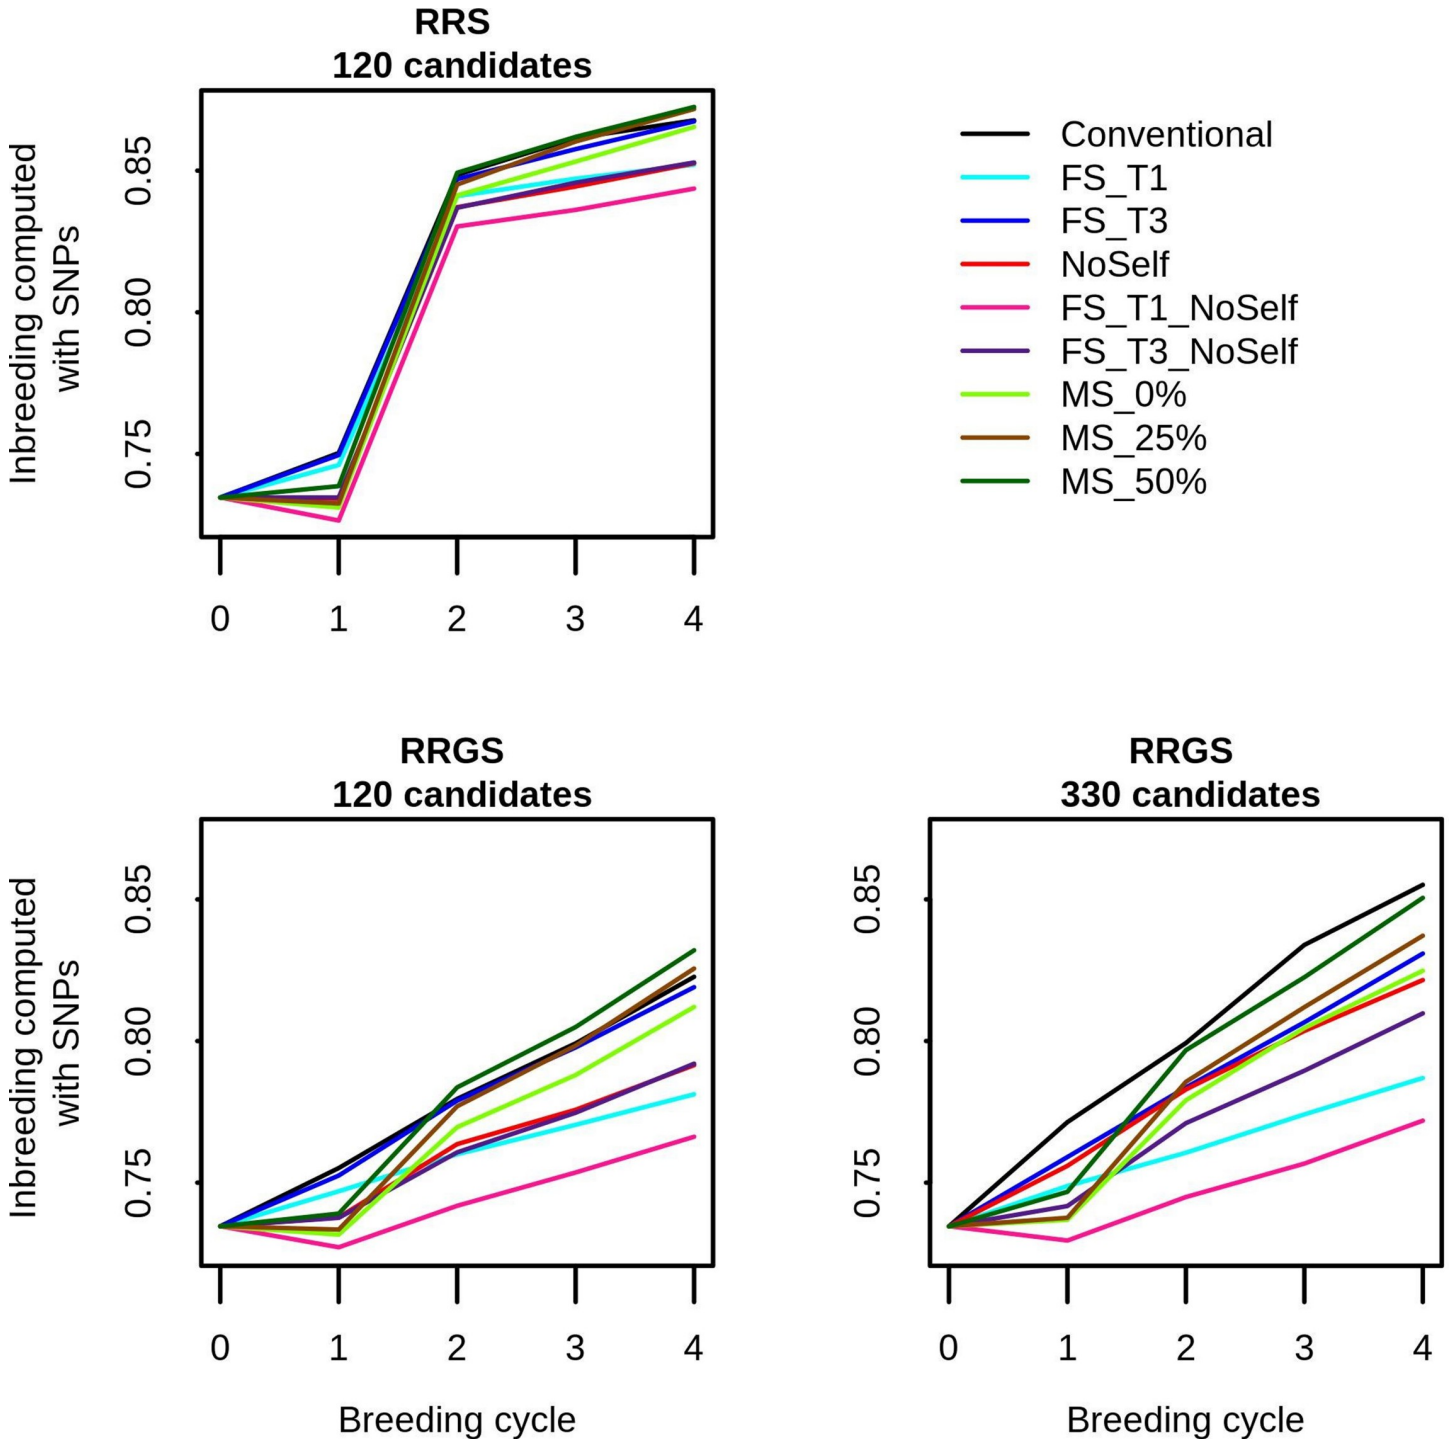 RRS
120 candidates
Inbreeding computed
with SNPs
0.85
0.80
0.75
0 1 2 3 4
Conventional
FS_T1
FS_T3
NoSelf
FS_T1_NoSelf
FS_T3_NoSelf
MS_0%
MS_25%
MS_50%
RRGS
120 candidates
Inbreeding computed
with SNPs
0.85
0.80
0.75
0 1 2 3 4
Breeding cycle
RRGS
330 candidates
0.85
0.80
0.75
0 1 2 3 4
Breeding cycle